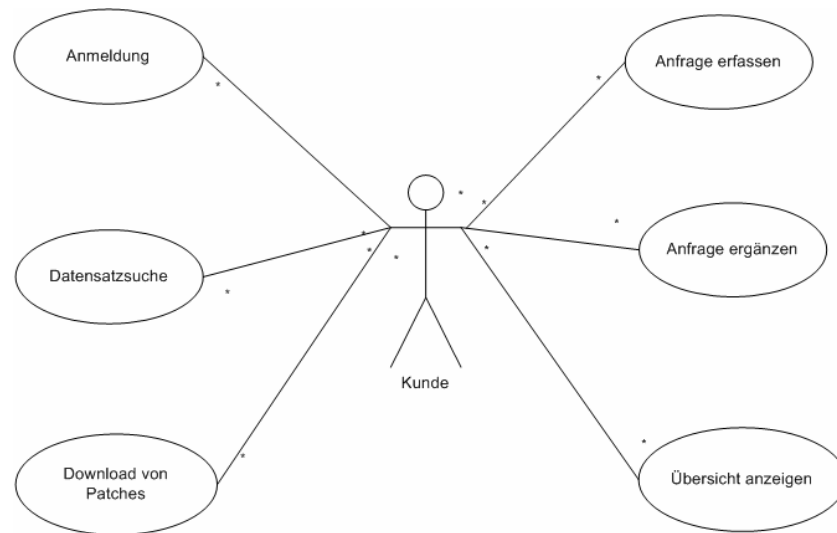 Anmeldung
Anfrage erfassen
*
*
*
*
*
*
*
*
*
Datensatzsuche
Anfrage ergänzen
*
Kunde
*
*
Download von
Patches
Übersicht anzeigen